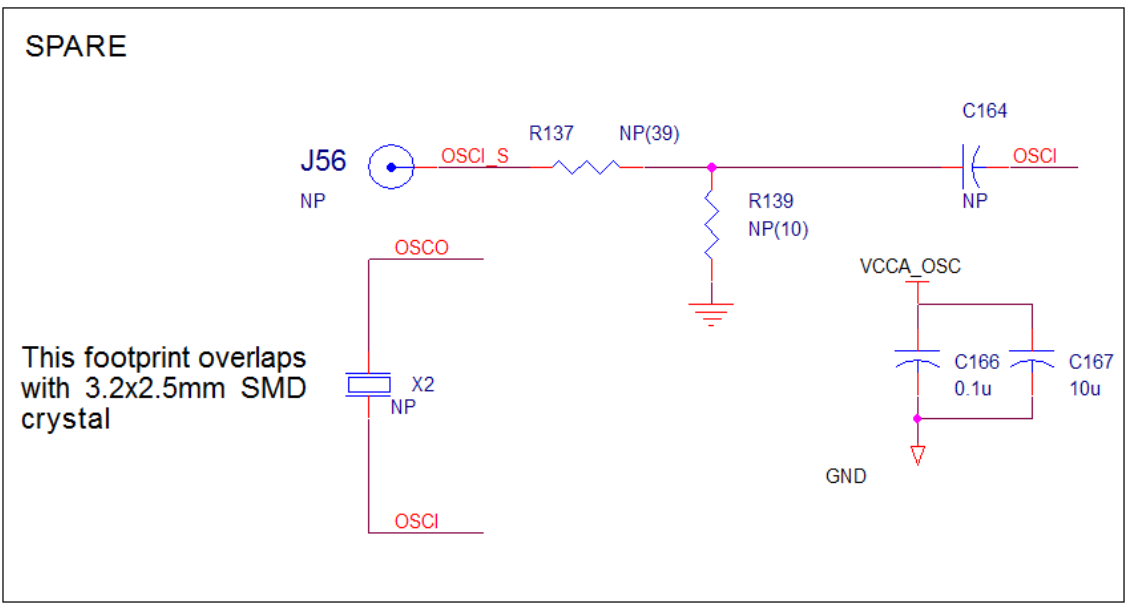 SPARE
C164
R137 NP(39)
J56 OSCI_S OSCI
NP NP
R139
NP(10)
OSCO
VCCA_OSC
This footprint overlaps
with 3.2x2.5mm SMD
crystal
X2
NP
C166 C167
0.1u 10u
GND
OSCI